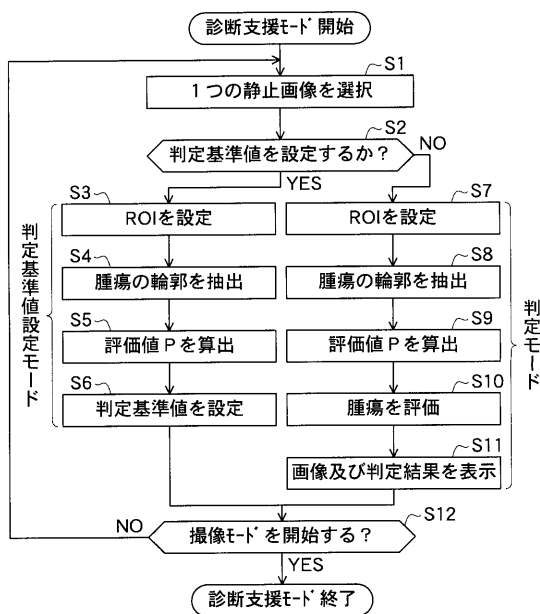 診断支援モード開始
S1
1つの静止画像を選択
S2
判定基準値を設定するか？
NO
YES
判定基準値設定モード
S3
ROIを設定
S4
腫瘍の輪郭を抽出
S5
評価値Pを算出
S6
判定基準値を設定
S7
ROIを設定
S8
腫瘍の輪郭を抽出
S9
評価値Pを算出
S10
腫瘍を評価
S11
画像及び判定結果を表示
判定モード
S12
撮像モードを開始する？
NO
YES
診断支援モード終了